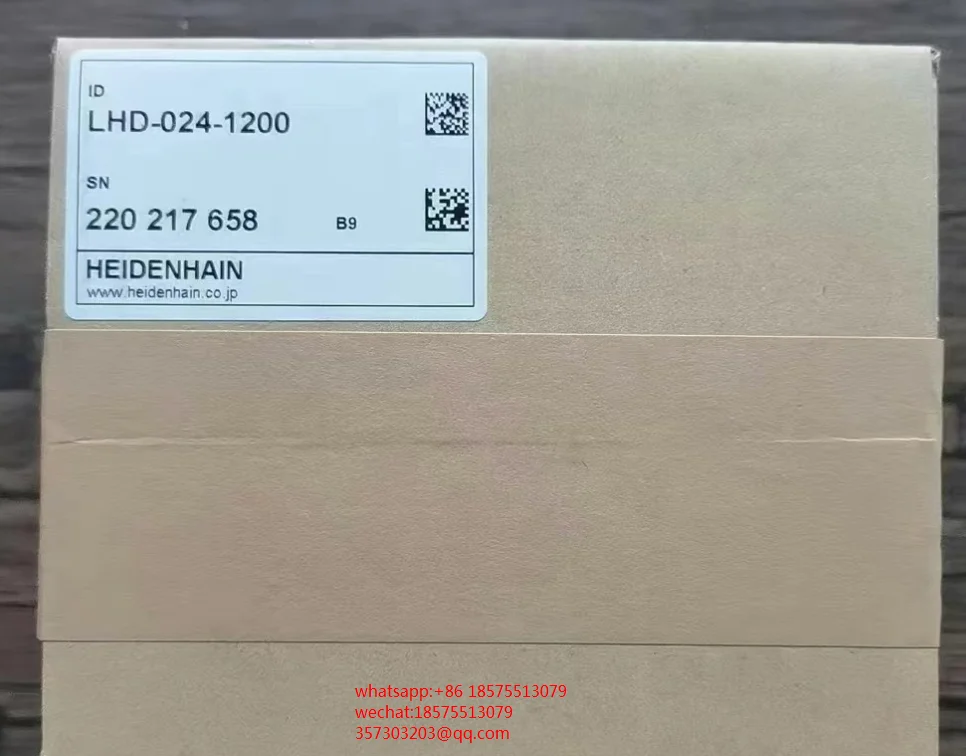 ID
LHD-024-1200
SN
220 217 658 B9
HEIDENHAIN
www.heidenhain.co.jp
whatsapp:+86 18575513079
wechat:18575513079
357303203@qq.com